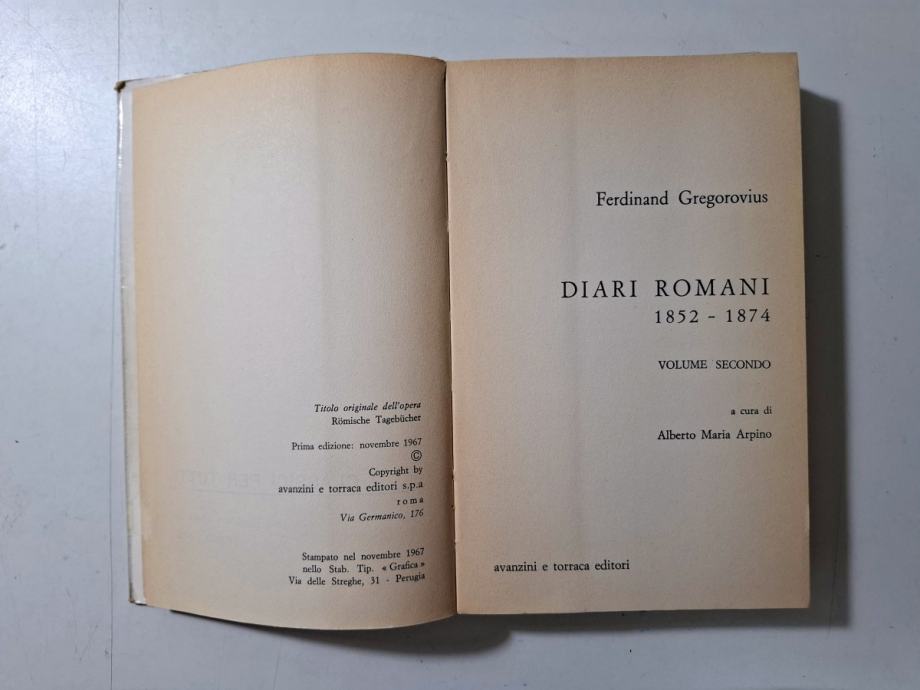 Titolo originale dell'opera
Römische Tagebücher
Prima edizione: novembre 1967
©
Copyright by
avanzini e torraca editori s.p.a
roma
Via Germanico, 176
Stampato nel novembre 1967
nello Stab. Tip. «Grafica»
Via delle Streghe, 31 - Perugia
Ferdinand Gregorovius
DIARI ROMANI
1852 - 1874
VOLUME SECONDO
a cura di
Alberto Maria Arpino
avanzini e torraca editori